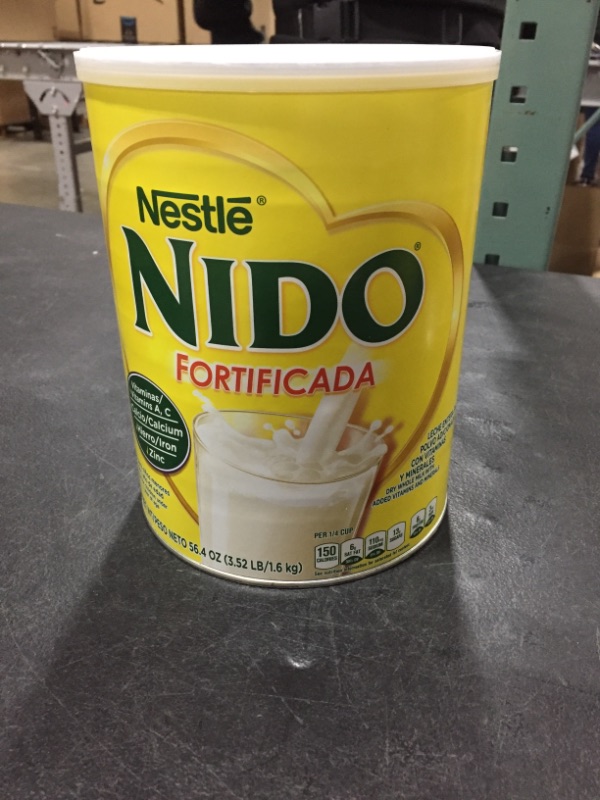 Nestlé®
NIDO®
FORTIFICADA
Vitaminas/
Vitamins A, C
Calcio/Calcium
Hierro/Iron
Zinc
LECHE ENTERA
POLVO
CON VITAMINAS
Y MINERALES
DRY WHOLE MILK WITH
ADDED VITAMINS AND MINERALS
PESO NETO 56.4 OZ (3.52 LB/1.6 kg)
PER 1/4 CUP
150
CALORIES